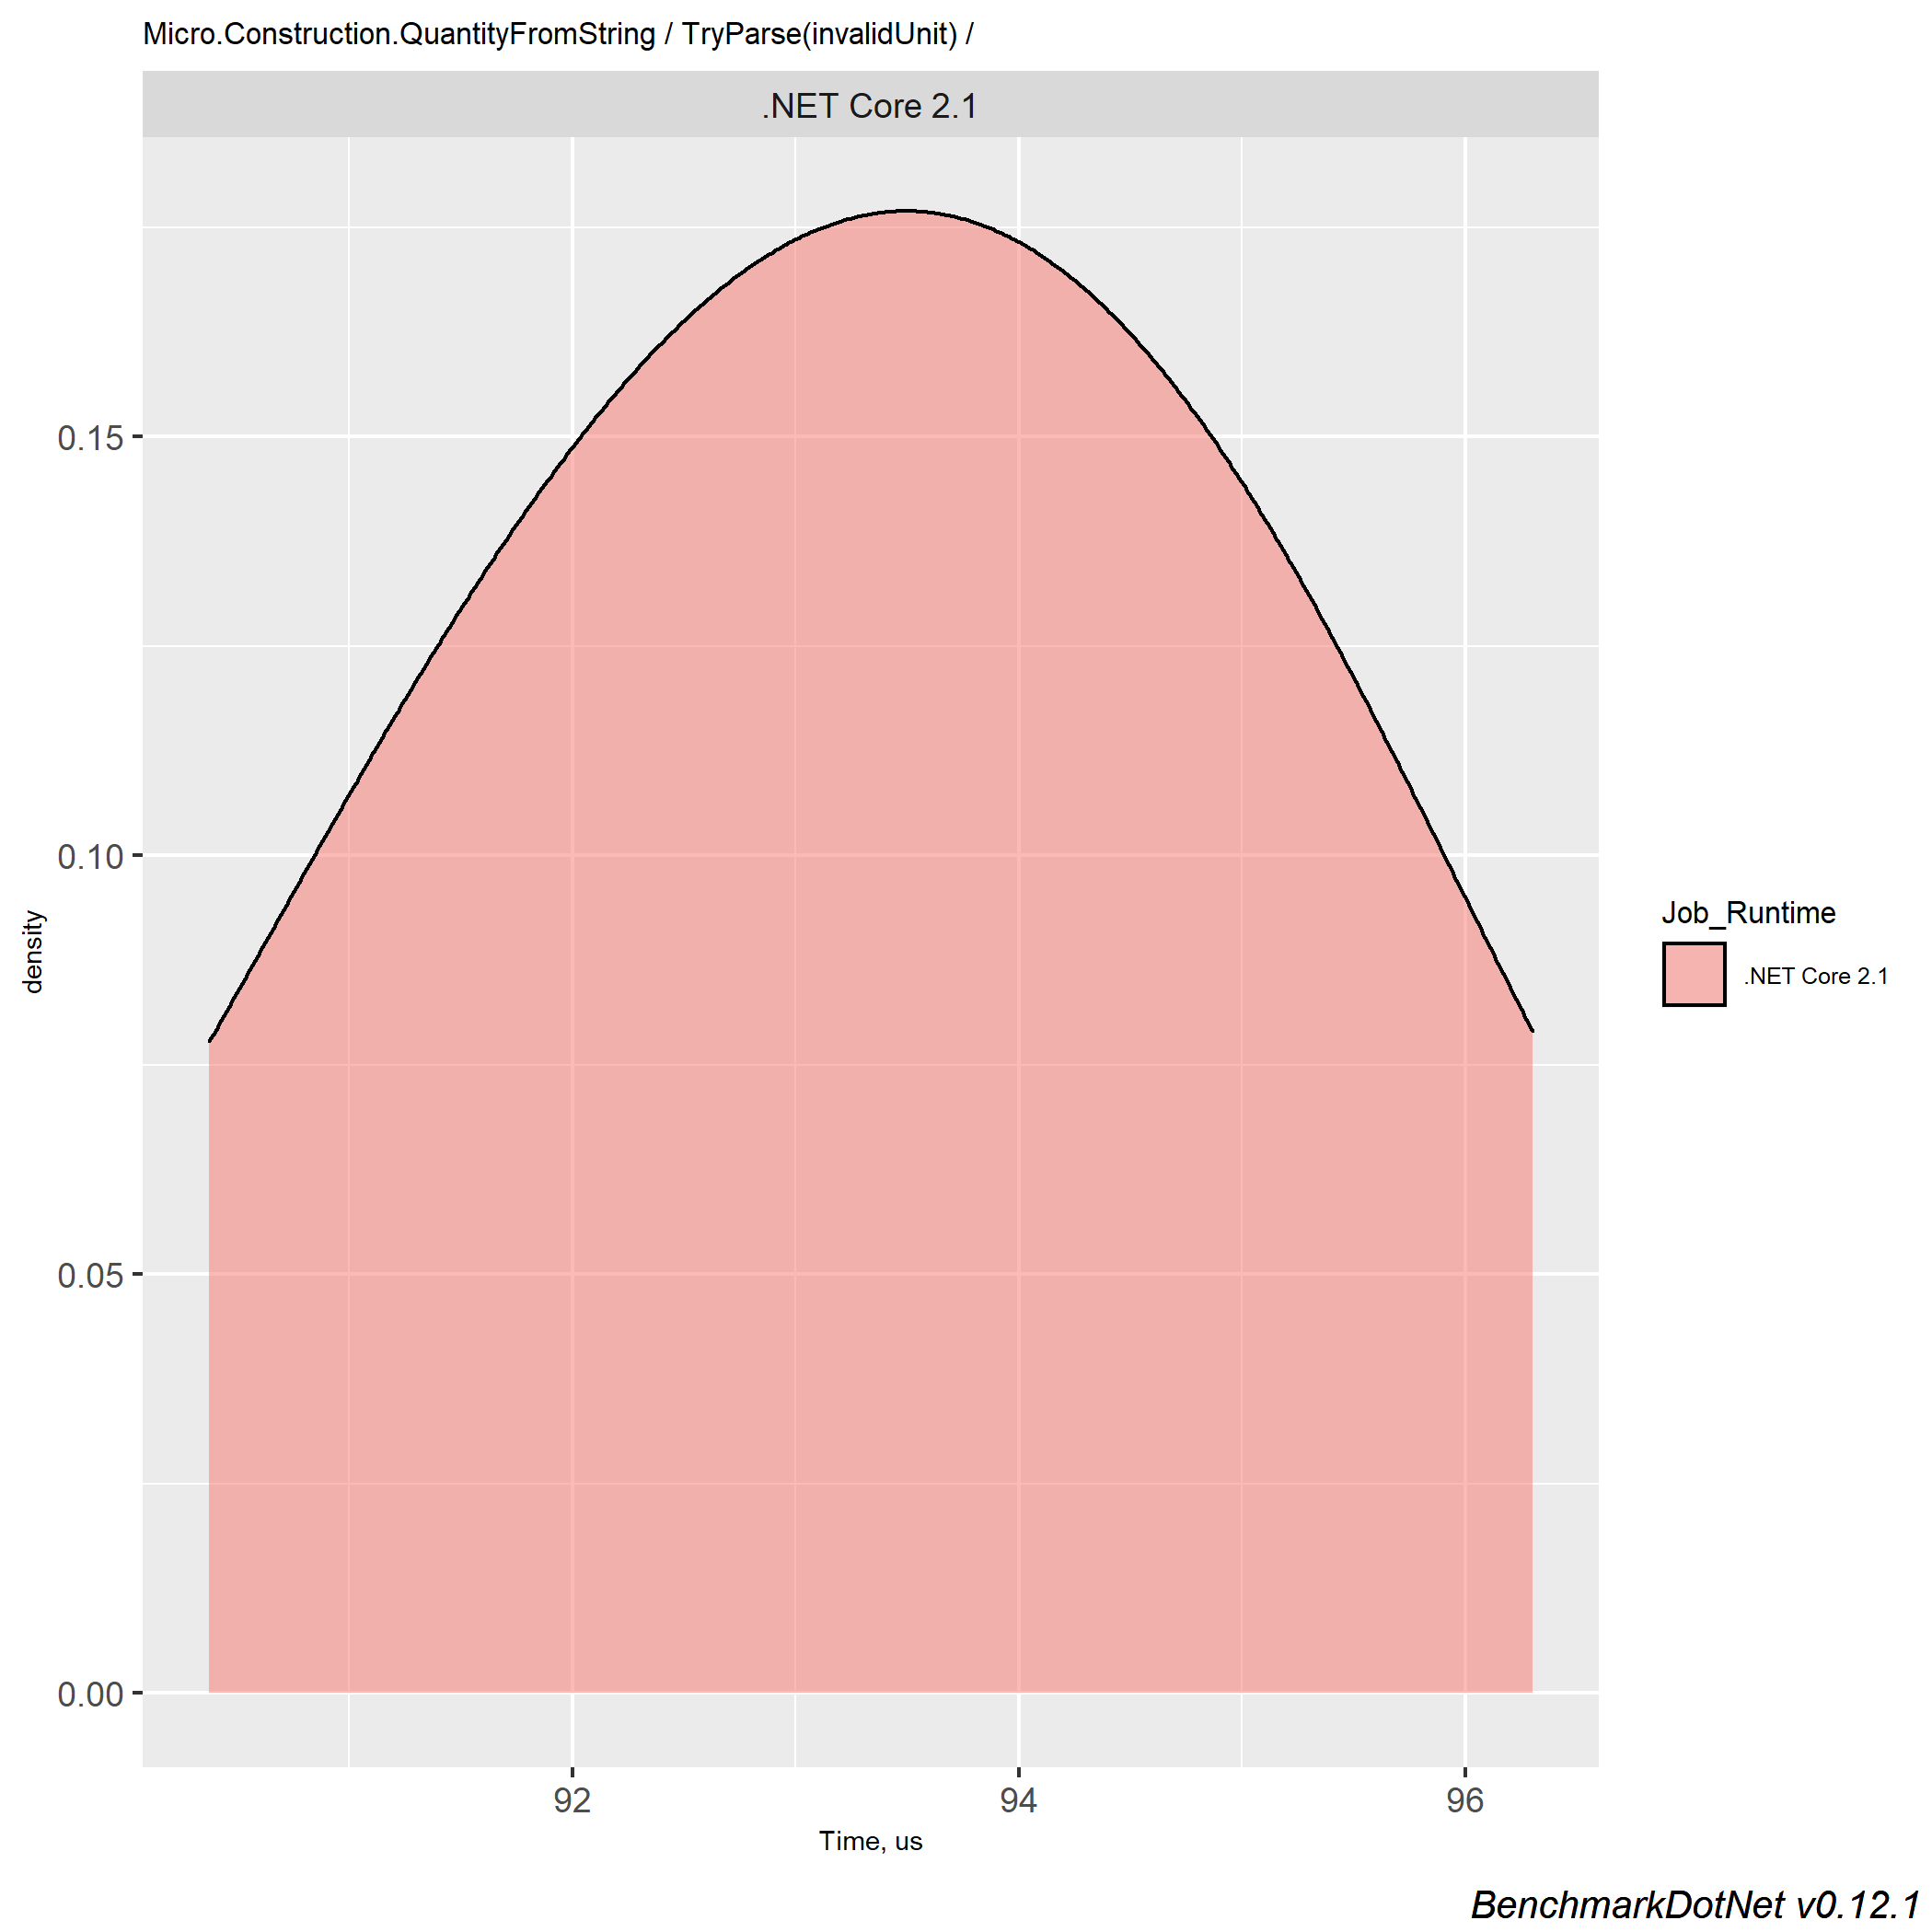 Micro.Construction.QuantityFromString / TryParse(invalidUnit) /
.NET Core 2.1
0.15
0.10
0.05
0.00
density
92 94 96
Time, us
Job_Runtime
.NET Core 2.1
BenchmarkDotNet v0.12.1